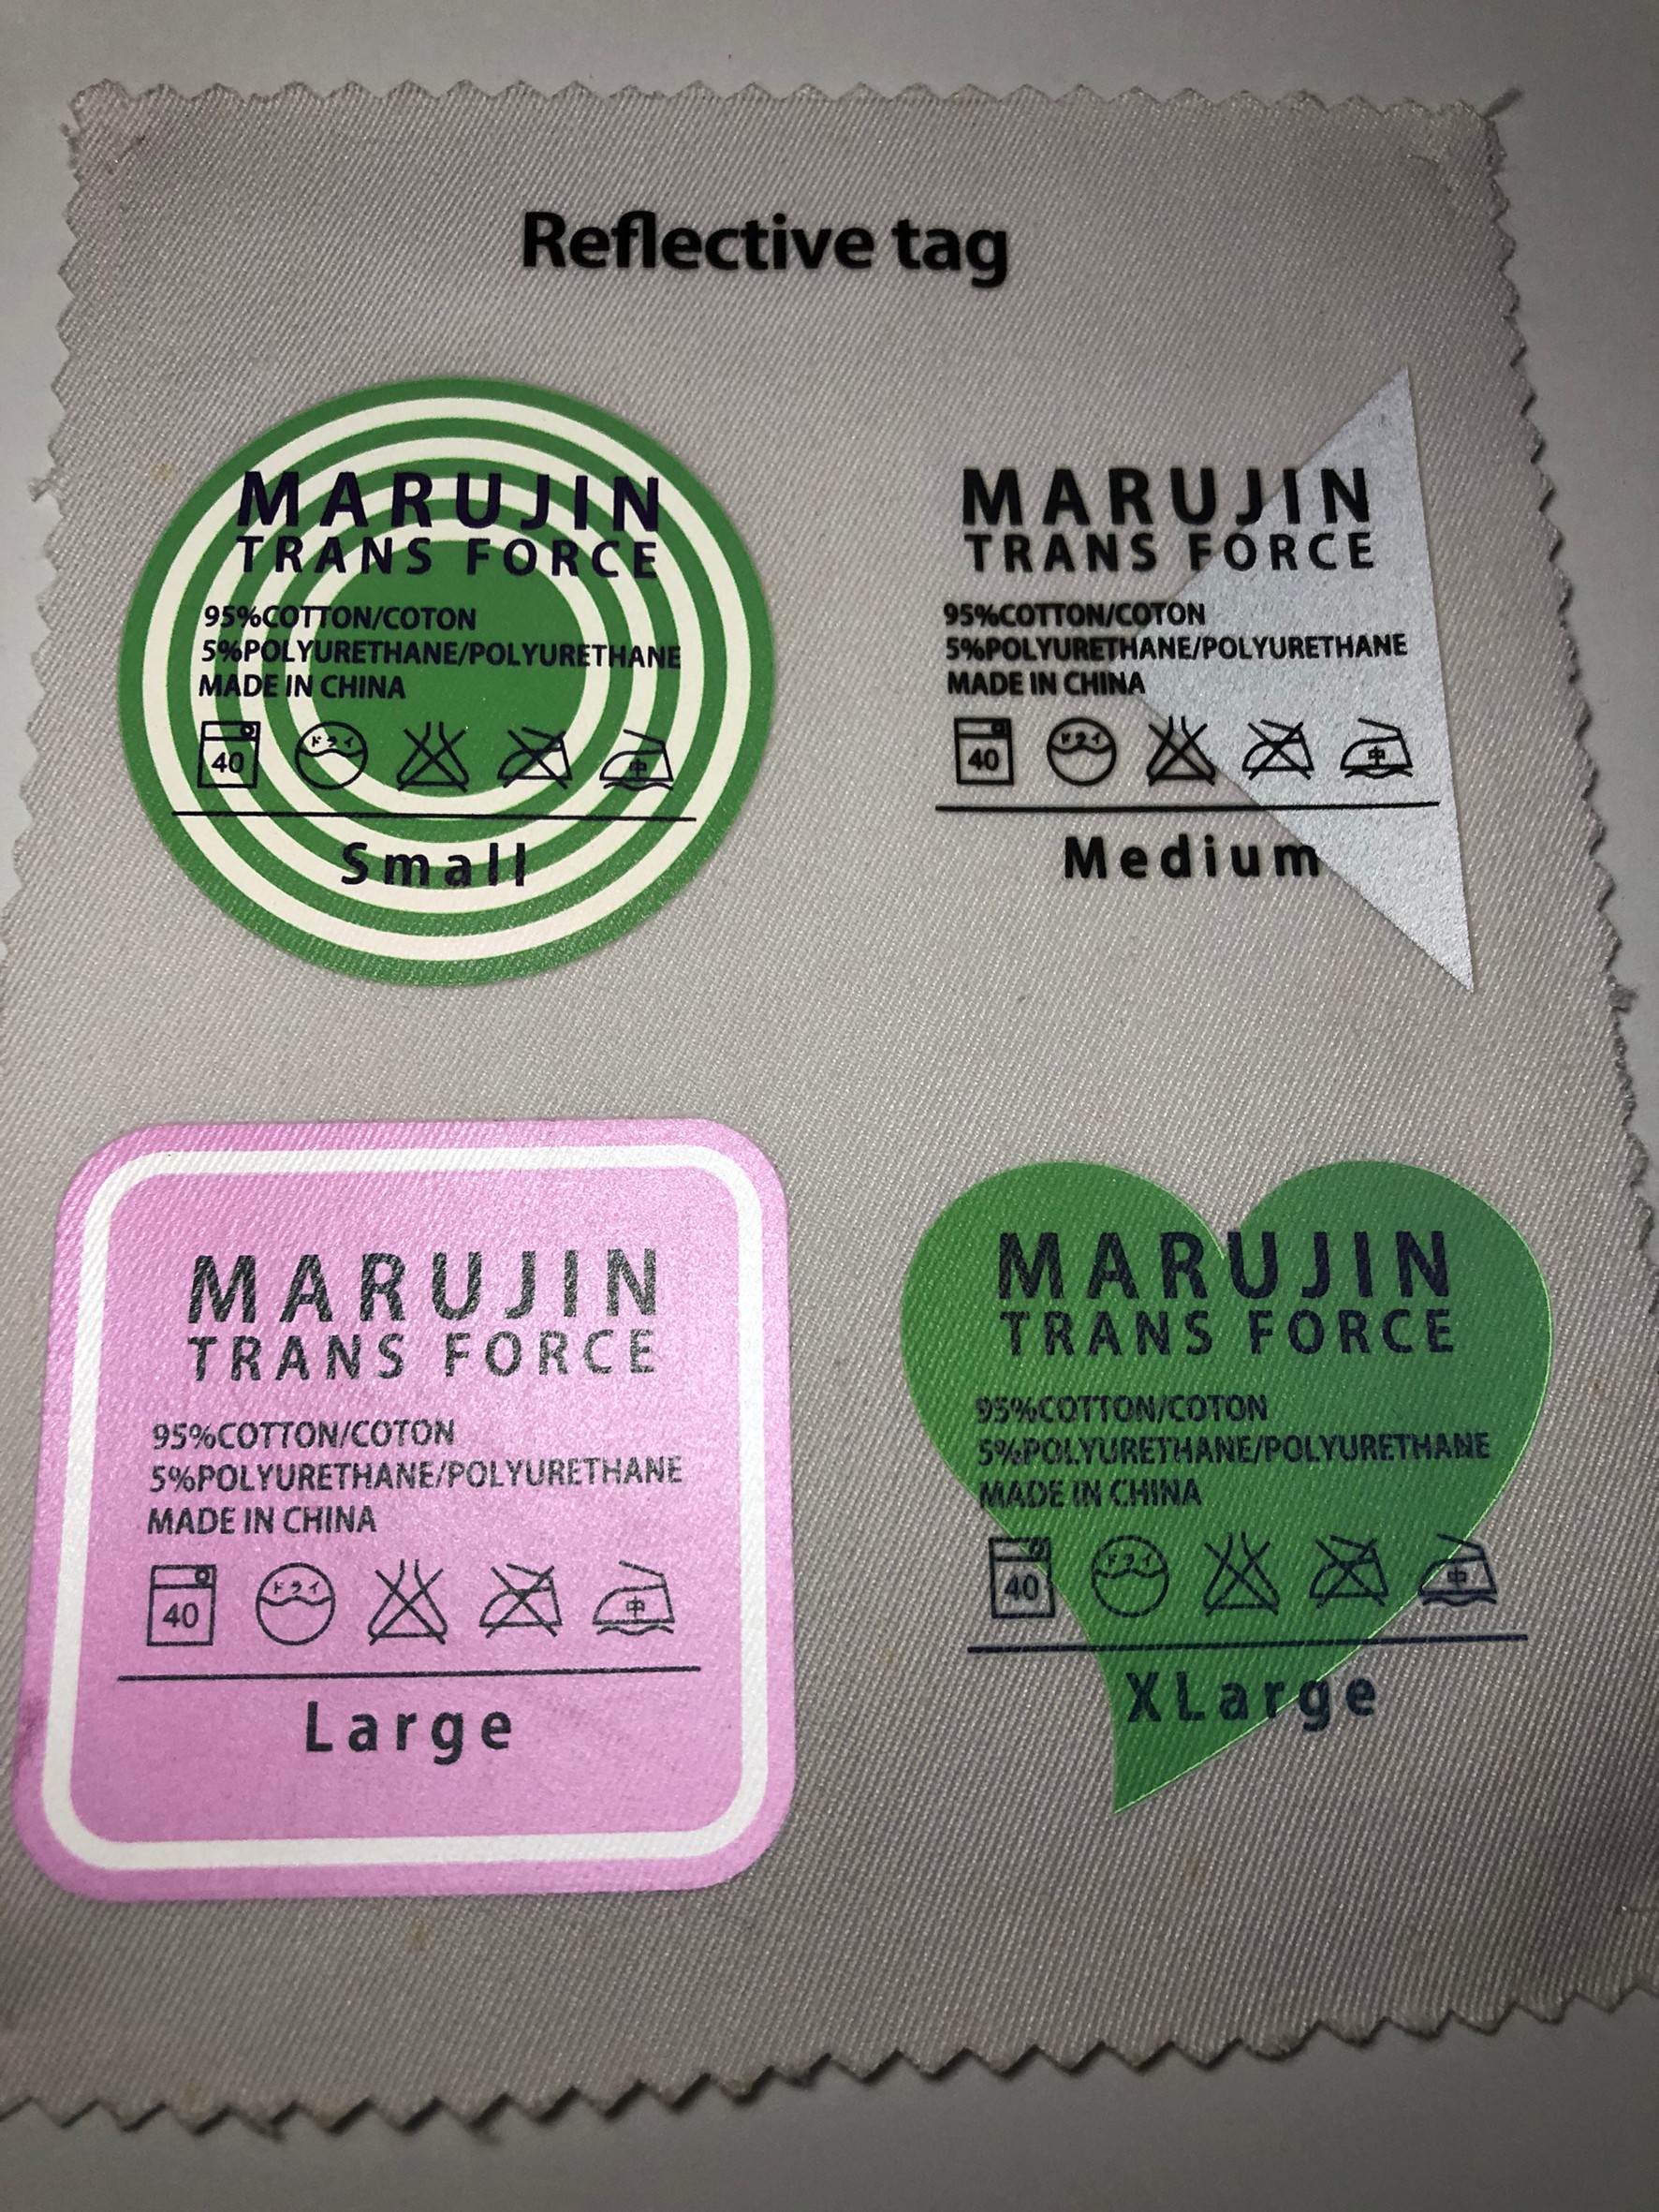 Reflective tag
MARUJIN
TRANS FORCE
95%COTTON/COTON
5%POLYURETHANE/POLYURETHANE
MADE IN CHINA
40 ドライ 中
Small
MARUJIN
TRANS FORCE
95%COTTON/COTON
5%POLYURETHANE/POLYURETHANE
MADE IN CHINA
40 ドライ 中
Medium
MARUJIN
TRANS FORCE
95%COTTON/COTON
5%POLYURETHANE/POLYURETHANE
MADE IN CHINA
40 ドライ 中
Large
MARUJIN
TRANS FORCE
95%COTTON/COTON
5%POLYURETHANE/POLYURETHANE
MADE IN CHINA
40 ドライ 中
XLarge